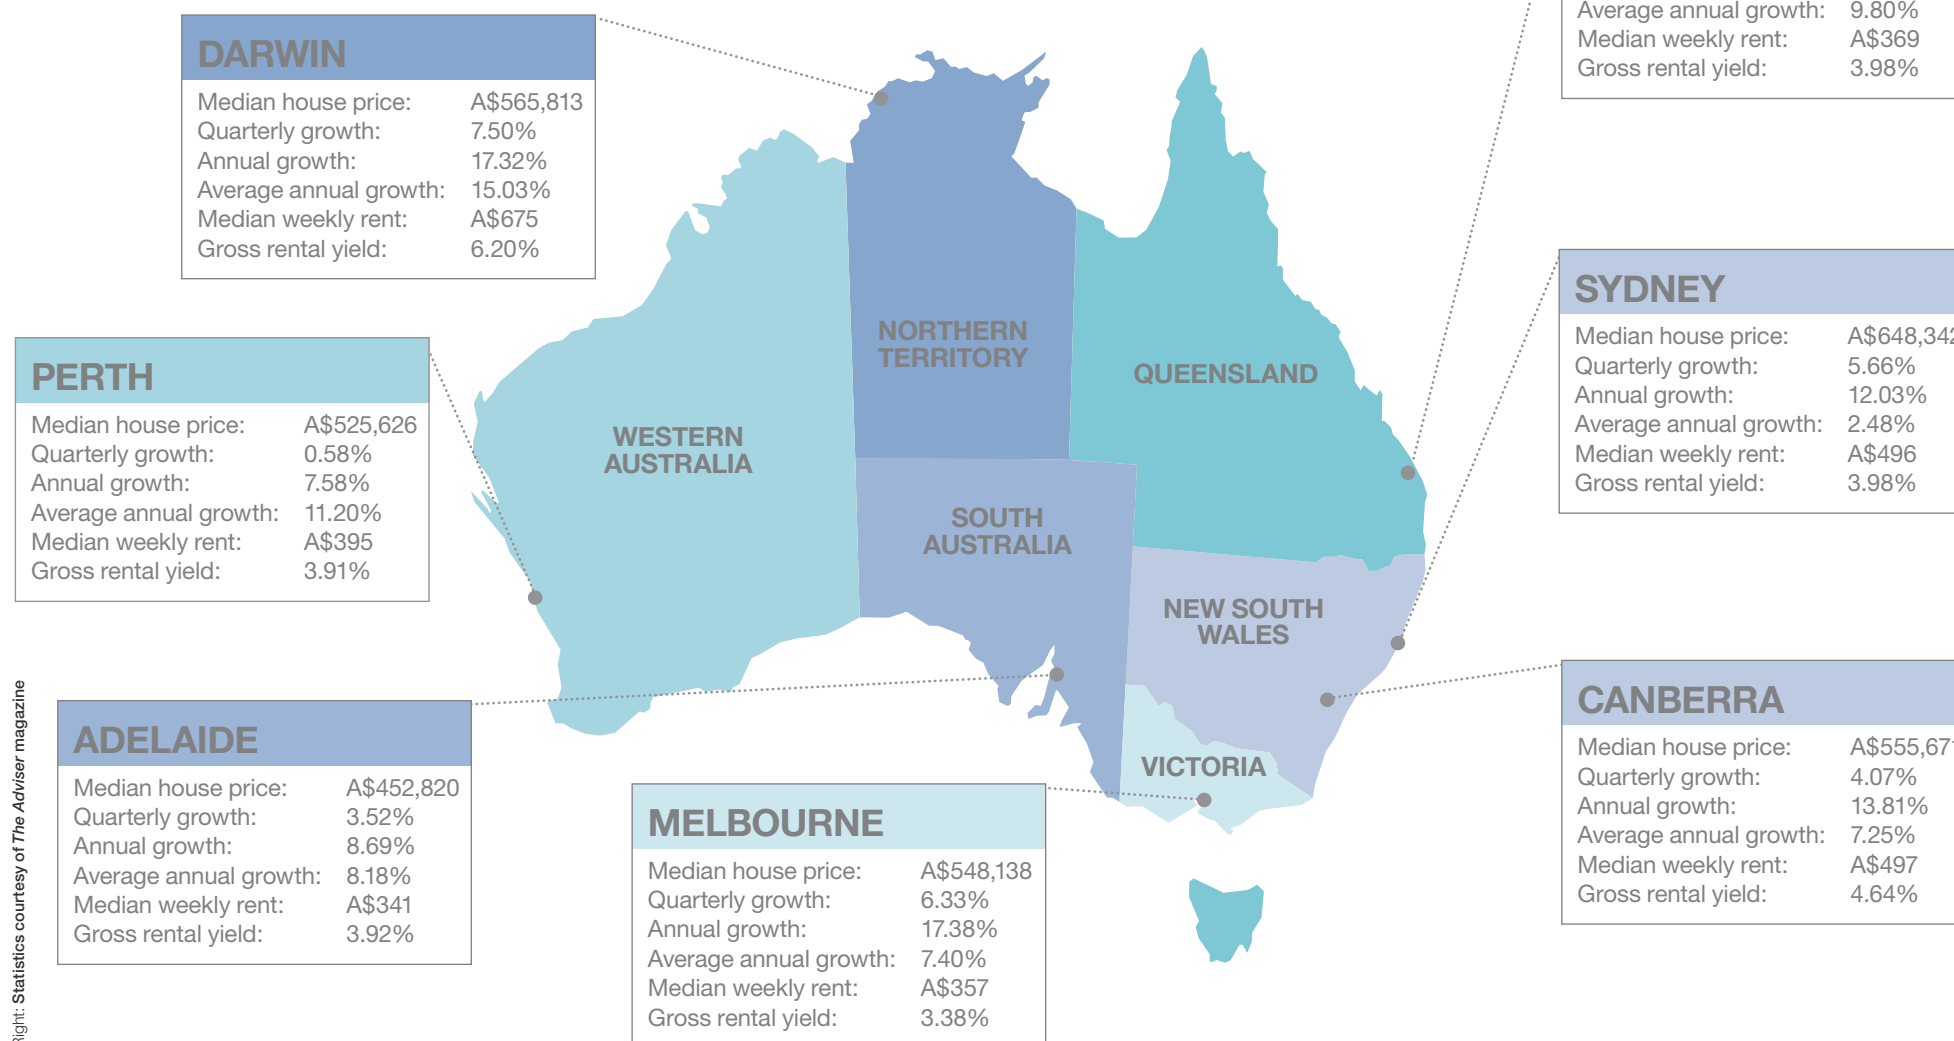 Average annual growth: 9.80%
Median weekly rent: A$369
Gross rental yield: 3.98%
DARWIN
Median house price: A$565,813
Quarterly growth: 7.50%
Annual growth: 17.32%
Average annual growth: 15.03%
Median weekly rent: A$675
Gross rental yield: 6.20%
PERTH
Median house price: A$525,626
Quarterly growth: 0.58%
Annual growth: 7.58%
Average annual growth: 11.20%
Median weekly rent: A$395
Gross rental yield: 3.91%
NORTHERN
TERRITORY
QUEENSLAND
WESTERN
AUSTRALIA
SOUTH
AUSTRALIA
NEW SOUTH
WALES
VICTORIA
SYDNEY
Median house price: A$648,342
Quarterly growth: 5.66%
Annual growth: 12.03%
Average annual growth: 2.48%
Median weekly rent: A$496
Gross rental yield: 3.98%
ADELAIDE
Median house price: A$452,820
Quarterly growth: 3.52%
Annual growth: 8.69%
Average annual growth: 8.18%
Median weekly rent: A$341
Gross rental yield: 3.92%
MELBOURNE
Median house price: A$548,138
Quarterly growth: 6.33%
Annual growth: 17.38%
Average annual growth: 7.40%
Median weekly rent: A$357
Gross rental yield: 3.38%
CANBERRA
Median house price: A$555,671
Quarterly growth: 4.07%
Annual growth: 13.81%
Average annual growth: 7.25%
Median weekly rent: A$497
Gross rental yield: 4.64%
Right: Statistics courtesy of The Adviser magazine